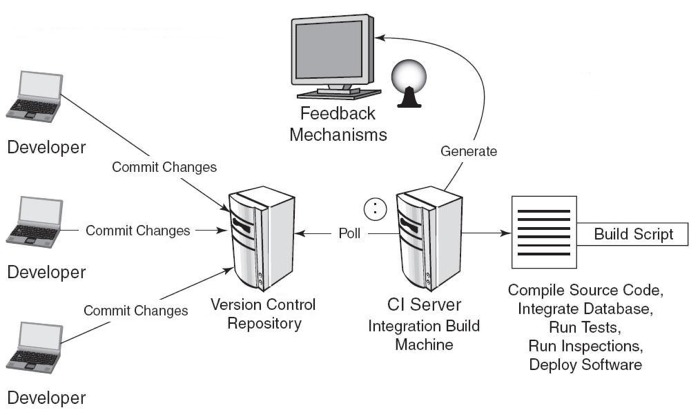 Feedback
Mechanisms
Developer
Commit Changes
Generate
Developer
Commit Changes
Poll
Build Script
Developer
Commit Changes
Version Control
Repository
CI Server
Integration Build
Machine
Compile Source Code,
Integrate Database,
Run Tests,
Run Inspections,
Deploy Software